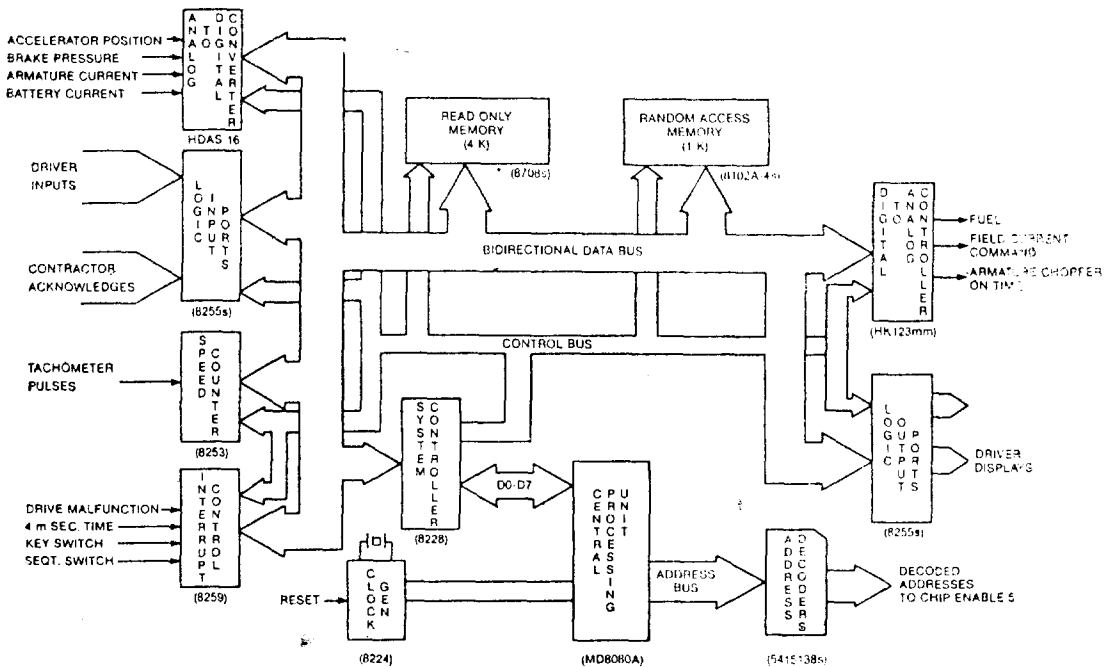 ANALOG TO DIGITAL CONVERTER
ACCELERATOR POSITION
BRAKE PRESSURE
ARMATURE CURRENT
BATTERY CURRENT
HDAS 16
READ ONLY
MEMORY
(4 K)
(8708s)
RANDOM ACCESS
MEMORY
(1 K)
(8102A-4s)
DRIVER
INPUTS
CONTRACTOR
ACKNOWLEDGES
LOGIC INPUT PORTS
(8255s)
BIDIRECTIONAL DATA BUS
DIGITAL TO ANALOG CONTROLLER
FUEL
FIELD CURRENT
COMMAND
ARMATURE CHOPPER
ON TIME
(HK123mm)
CONTROL BUS
TACHOMETER
PULSES
SPEED COUNTER
(8253)
SYSTEM CONTROLLER
(8228)
D0-D7
LOGIC OUTPUT PORTS
DRIVER
DISPLAYS
(8255s)
DRIVE MALFUNCTION
4 m SEC. TIME
KEY SWITCH
SEQT. SWITCH
INTERRUPT CONTROL
(8259)
RESET
CLOCK GEN
(8224)
CENTRAL PROCESSING UNIT
(MD8080A)
ADDRESS
BUS
ADDRESS DECODERS
(5415138s)
DECODED
ADDRESSES
TO CHIP ENABLE S